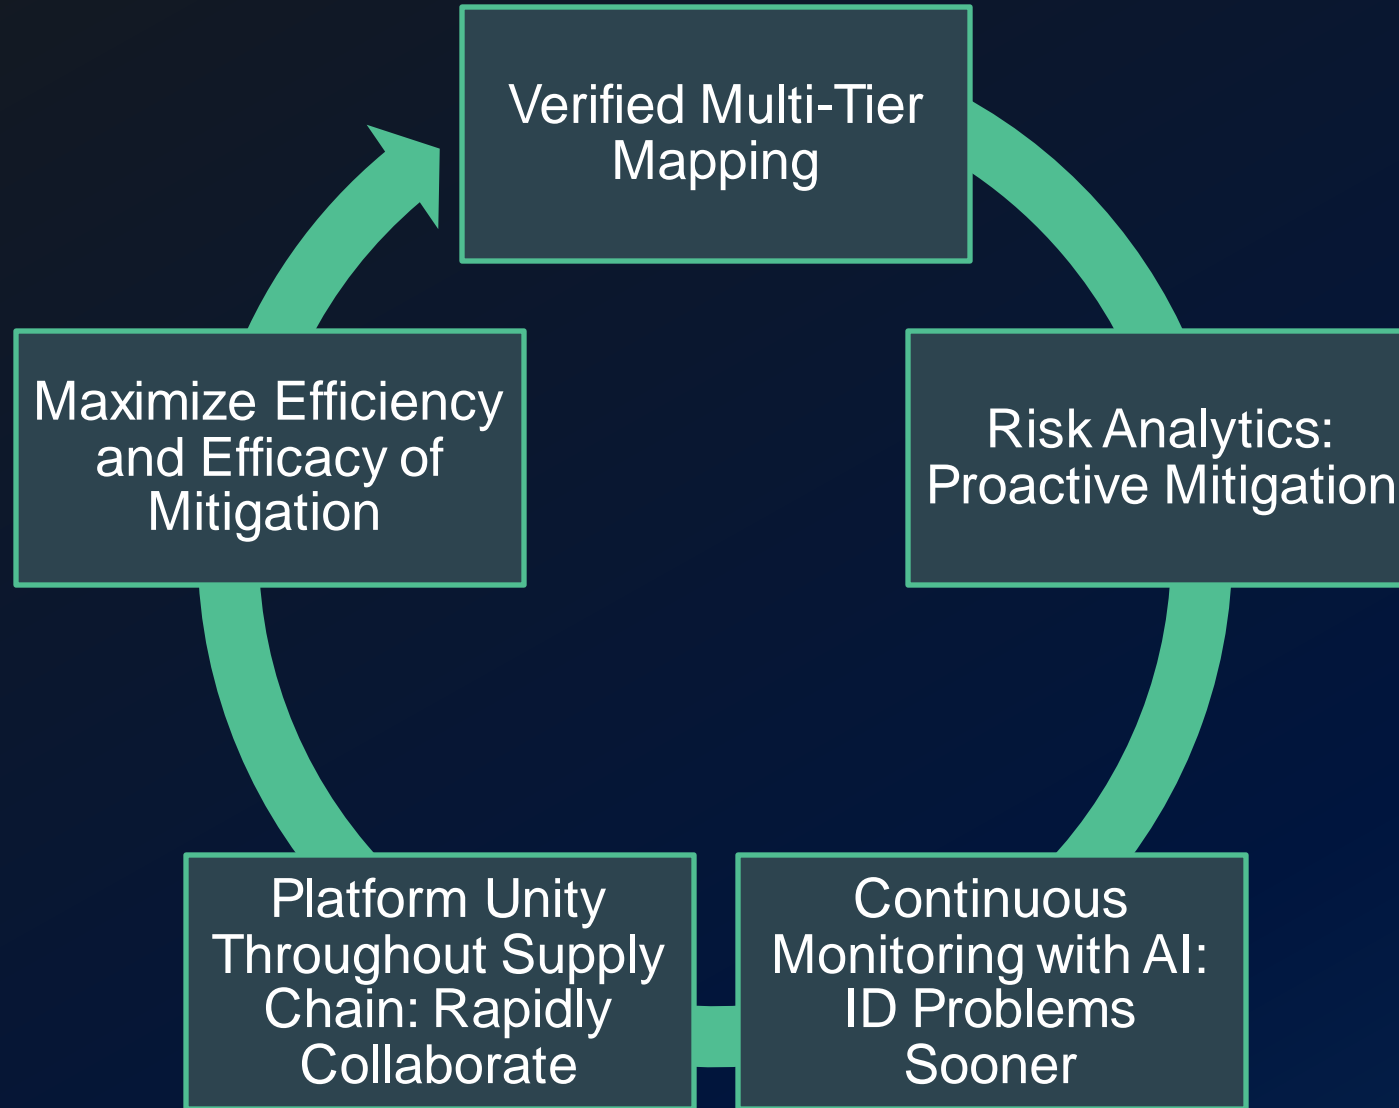 Verified Multi-Tier
Mapping
Risk Analytics:
Proactive Mitigation
Continuous
Monitoring with AI:
ID Problems
Sooner
Platform Unity
Throughout Supply
Chain: Rapidly
Collaborate
Maximize Efficiency
and Efficacy of
Mitigation